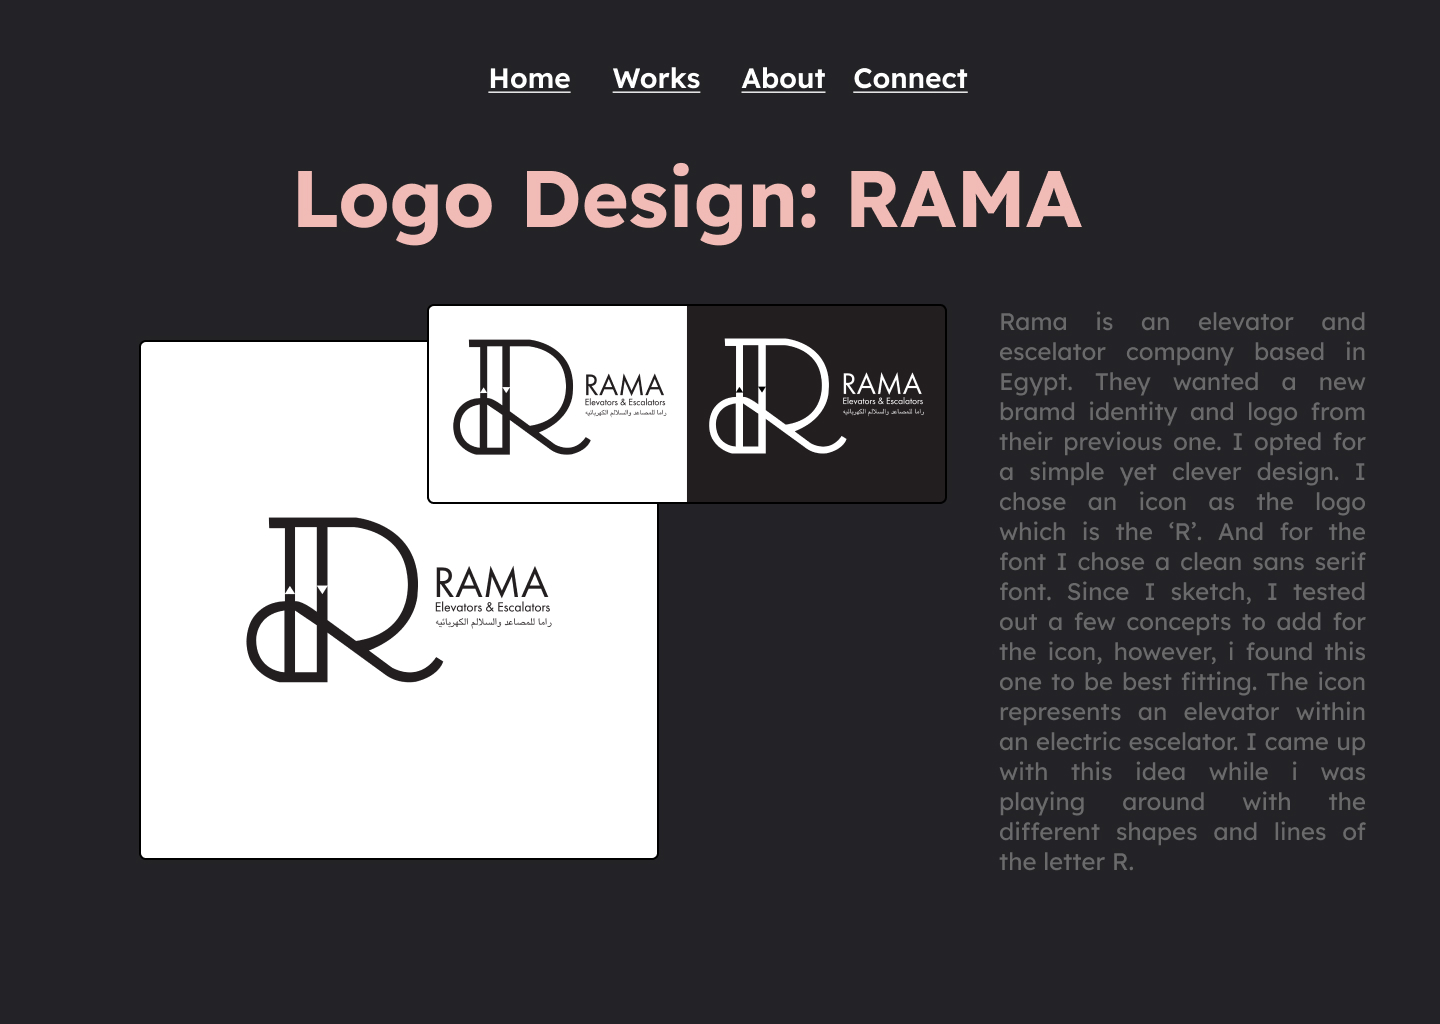 Home Works About Connect
Logo Design: RAMA
RAMA
Elevators & Escalators
راما للمصاعد والسلالم الكهربائيه
RAMA
Elevators & Escalators
راما للمصاعد والسلالم الكهربائيه
RAMA
Elevators & Escalators
راما للمصاعد والسلالم الكهربائيه
Rama is an elevator and
escelator company based in
Egypt. They wanted a new
bramd identity and logo from
their previous one. I opted for
a simple yet clever design. I
chose an icon as the logo
which is the ‘R’. And for the
font I chose a clean sans serif
font. Since I sketch, I tested
out a few concepts to add for
the icon, however, i found this
one to be best fitting. The icon
represents an elevator within
an electric escelator. I came up
with this idea while i was
playing around with the
different shapes and lines of
the letter R.